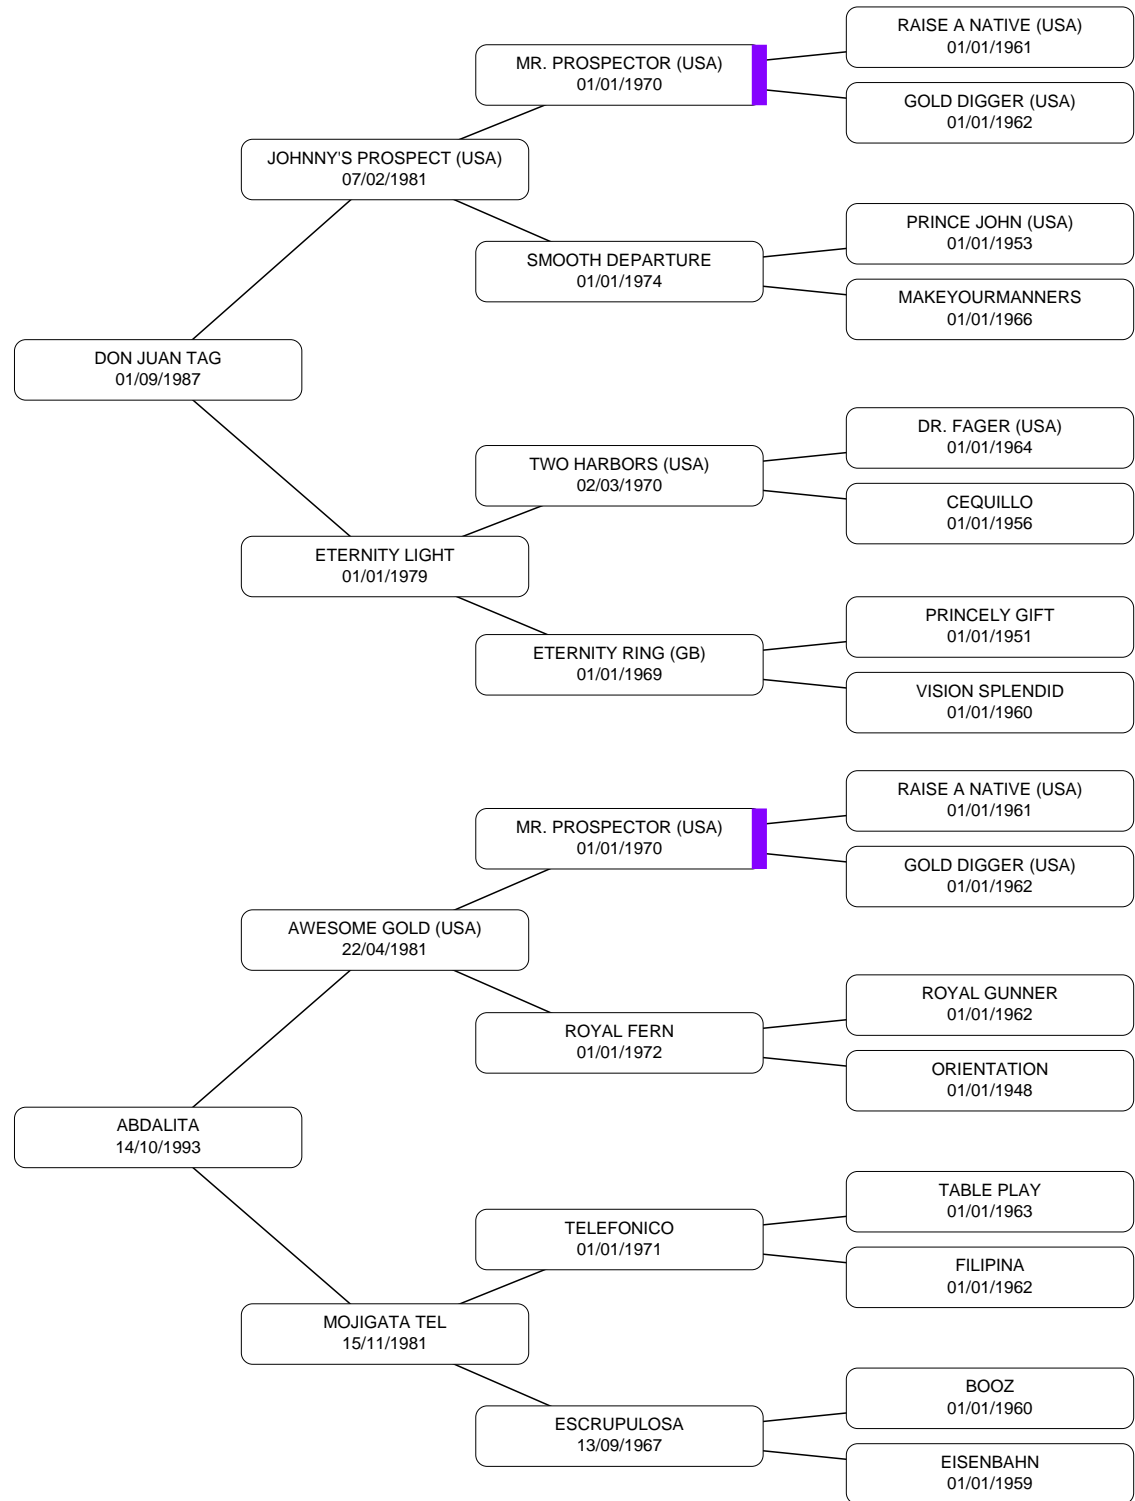 RAISE A NATIVE (USA)
01/01/1961
MR. PROSPECTOR (USA)
01/01/1970
GOLD DIGGER (USA)
01/01/1962
JOHNNY'S PROSPECT (USA)
07/02/1981
PRINCE JOHN (USA)
01/01/1953
SMOOTH DEPARTURE
01/01/1974
MAKEYOURMANNERS
01/01/1966
DON JUAN TAG
01/09/1987
DR. FAGER (USA)
01/01/1964
TWO HARBORS (USA)
02/03/1970
CEQUILLO
01/01/1956
ETERNITY LIGHT
01/01/1979
PRINCELY GIFT
01/01/1951
ETERNITY RING (GB)
01/01/1969
VISION SPLENDID
01/01/1960
RAISE A NATIVE (USA)
01/01/1961
MR. PROSPECTOR (USA)
01/01/1970
GOLD DIGGER (USA)
01/01/1962
AWESOME GOLD (USA)
22/04/1981
ROYAL GUNNER
01/01/1962
ROYAL FERN
01/01/1972
ORIENTATION
01/01/1948
ABDALITA
14/10/1993
TABLE PLAY
01/01/1963
TELEFONICO
01/01/1971
FILIPINA
01/01/1962
MOJIGATA TEL
15/11/1981
BOOZ
01/01/1960
ESCRUPULOSA
13/09/1967
EISENBAHN
01/01/1959